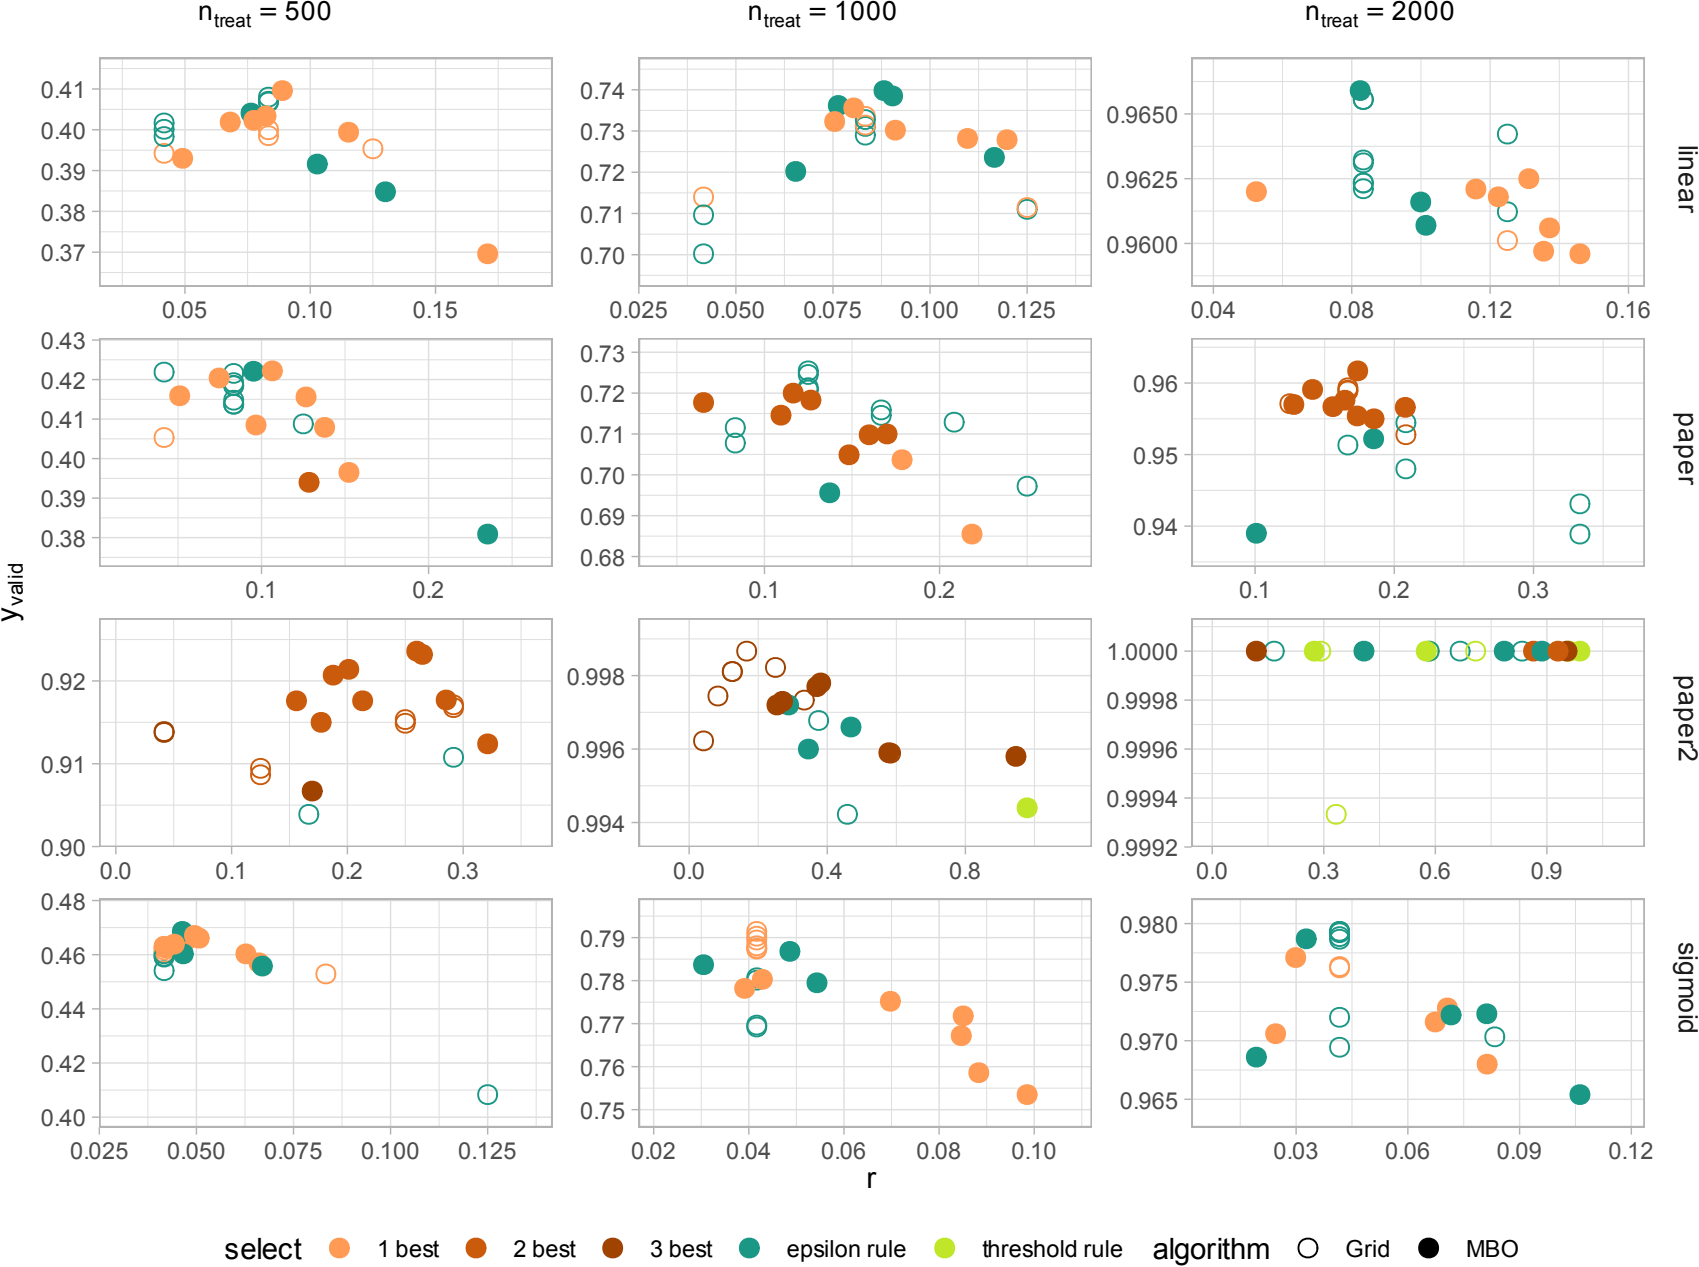 n_treat = 500 n_treat = 1000 n_treat = 2000
0.41 0.40 0.39 0.38 0.37
0.05 0.10 0.15
0.74 0.73 0.72 0.71 0.70
0.025 0.050 0.075 0.100 0.125
0.9650 0.9625 0.9600
0.04 0.08 0.12 0.16
linear
0.43 0.42 0.41 0.40 0.39 0.38
0.1 0.2
0.73 0.72 0.71 0.70 0.69 0.68
0.1 0.2
0.96 0.95 0.94
0.1 0.2 0.3
paper
y_valid
0.92 0.91 0.90
0.0 0.1 0.2 0.3
0.998 0.996 0.994
0.0 0.4 0.8
1.0000 0.9998 0.9996 0.9994 0.9992
0.0 0.3 0.6 0.9
paper2
0.48 0.46 0.44 0.42 0.40
0.025 0.050 0.075 0.100 0.125
0.79 0.78 0.77 0.76 0.75
0.02 0.04 0.06 0.08 0.10
0.980 0.975 0.970 0.965
0.03 0.06 0.09 0.12
sigmoid
r
select 1 best 2 best 3 best epsilon rule threshold rule algorithm Grid MBO